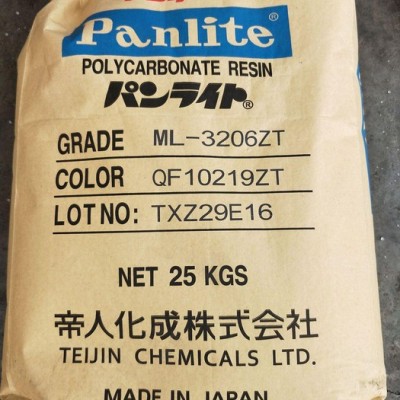 Panlite®
POLYCARBONATE RESIN
パンライト®
GRADE ML-3206ZT
COLOR QF10219ZT
LOT NO: TXZ29E16
NET 25 KGS
帝人化成株式会社
TEIJIN CHEMICALS LTD.
MADE IN JAPAN